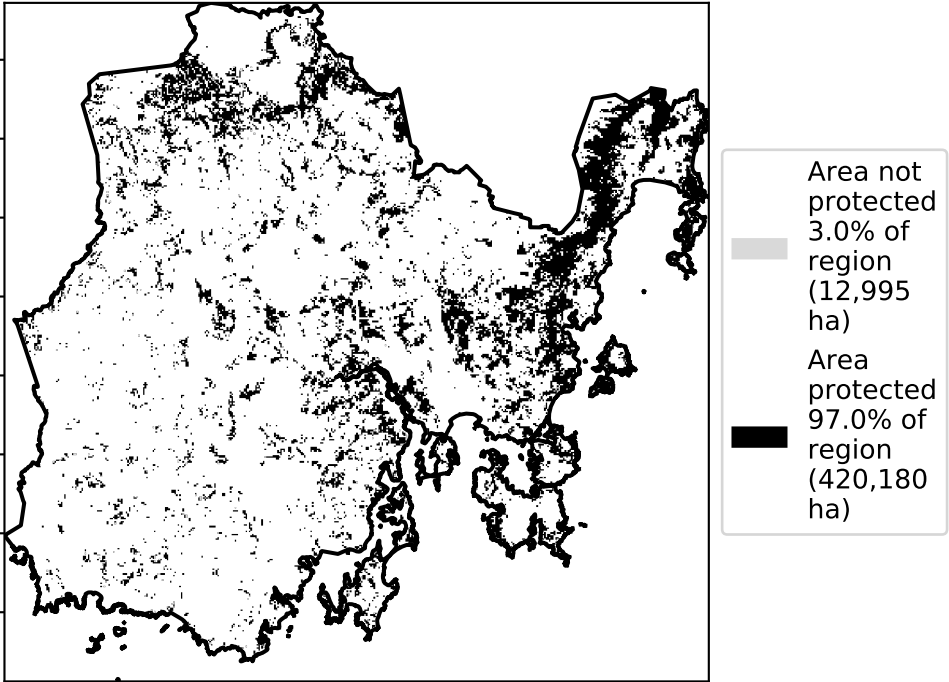 Area not
protected
3.0% of
region
(12,995
ha)
Area
protected
97.0% of
region
(420,180
ha)